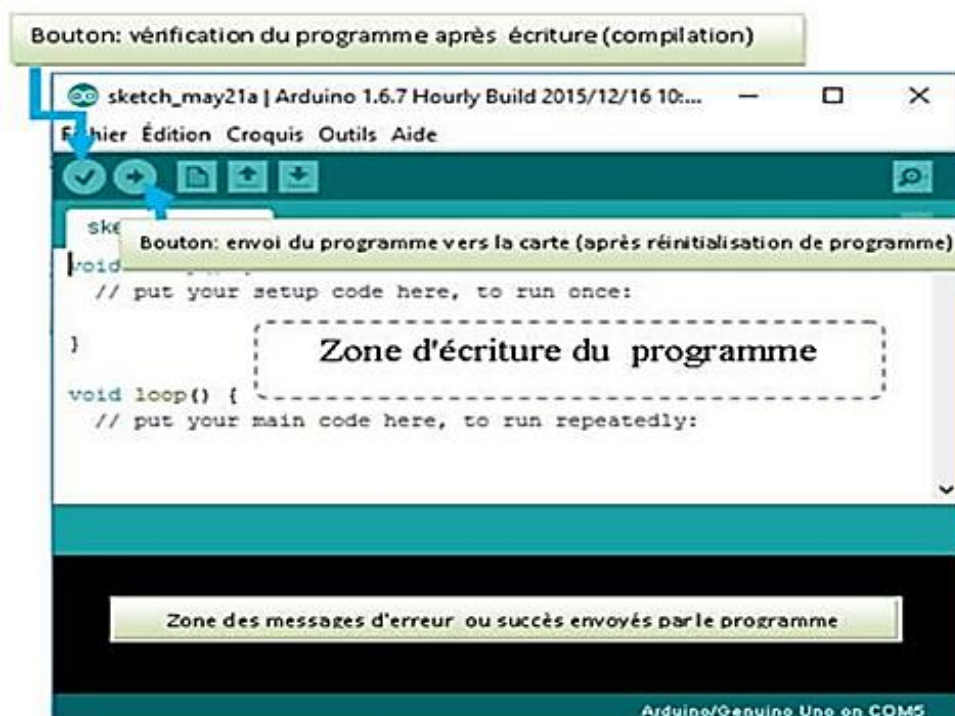 Bouton: vérification du programme après écriture (compilation)
sketch_may21a | Arduino 1.6.7 Hourly Build 2015/12/16 10:...
Fichier Édition Croquis Outils Aide
ske
Bouton: envoi du programme vers la carte (après réinitialisation de programme)
void
// put your setup code here, to run once:
}
Zone d'écriture du programme
void loop() {
// put your main code here, to run repeatedly:
Zone des messages d'erreur ou succès envoyés par le programme
Arduino/Genuino Uno on COM5